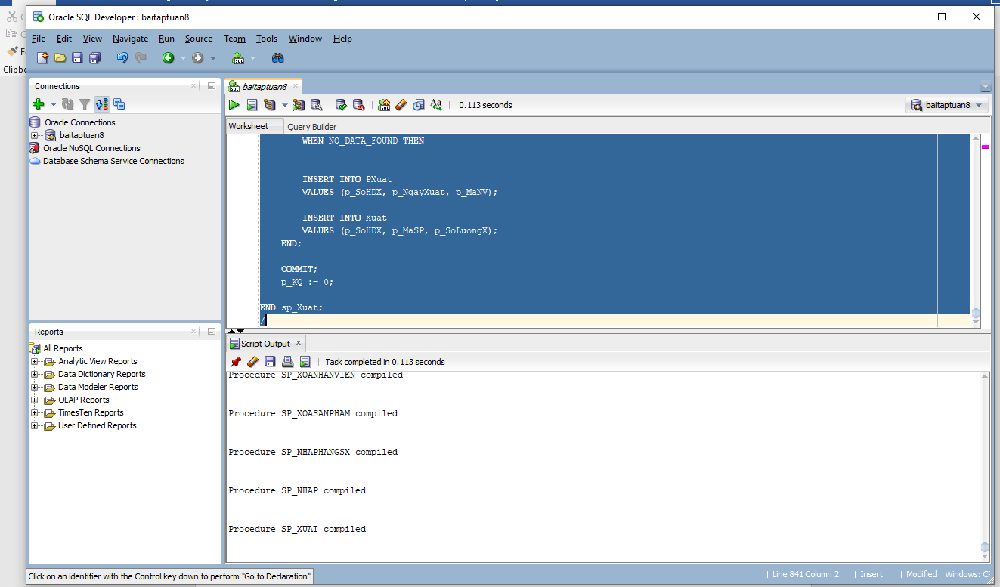 Oracle SQL Developer : baitaptuan8
File Edit View Navigate Run Source Team Tools Window Help
Clipbo
Connections
Oracle Connections
baitaptuan8
Oracle NoSQL Connections
Database Schema Service Connections
Reports
All Reports
Analytic View Reports
Data Dictionary Reports
Data Modeler Reports
OLAP Reports
TimesTen Reports
User Defined Reports
baitaptuan8
0.113 seconds
baitaptuan8
Worksheet Query Builder
WHEN NO_DATA_FOUND THEN
INSERT INTO PXuat
VALUES (p_SoHDX, p_NgayXuat, p_MaNV);
INSERT INTO Xuat
VALUES (p_SoHDX, p_MaSP, p_SoLuongX);
END;
COMMIT;
p_KQ := 0;
END sp_Xuat;
/
Script Output x
Task completed in 0.113 seconds
Procedure SP_XOANHANVIEN compiled
Procedure SP_XOASANPHAM compiled
Procedure SP_NHAPHANGSX compiled
Procedure SP_NHAP compiled
Procedure SP_XUAT compiled
Click on an identifier with the Control key down to perform "Go to Declaration"
| Line 841 Column 2 | Insert | Modified | Windows: CF